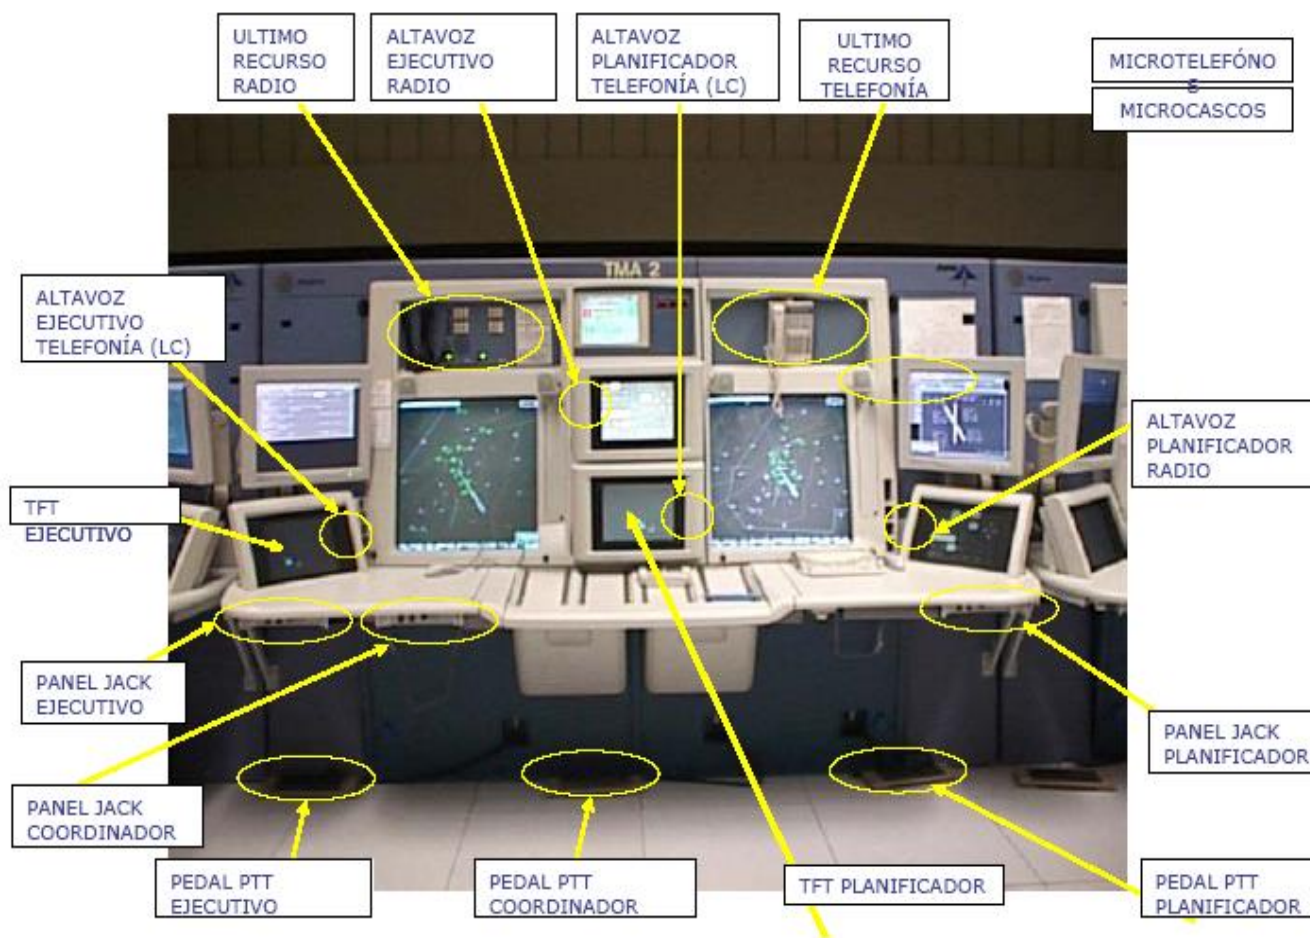 ULTIMO
RECURSO
RADIO
ALTAVOZ
EJECUTIVO
RADIO
ALTAVOZ
PLANIFICADOR
TELEFONÍA (LC)
ULTIMO
RECURSO
TELEFONÍA
MICROTELEFÓNO
S
MICROCASCOS
TMA 2
ALTAVOZ
EJECUTIVO
TELEFONÍA (LC)
ALTAVOZ
PLANIFICADOR
RADIO
TFT
EJECUTIVO
PANEL JACK
EJECUTIVO
PANEL JACK
PLANIFICADOR
PANEL JACK
COORDINADOR
PEDAL PTT
EJECUTIVO
PEDAL PTT
COORDINADOR
TFT PLANIFICADOR
PEDAL PTT
PLANIFICADOR